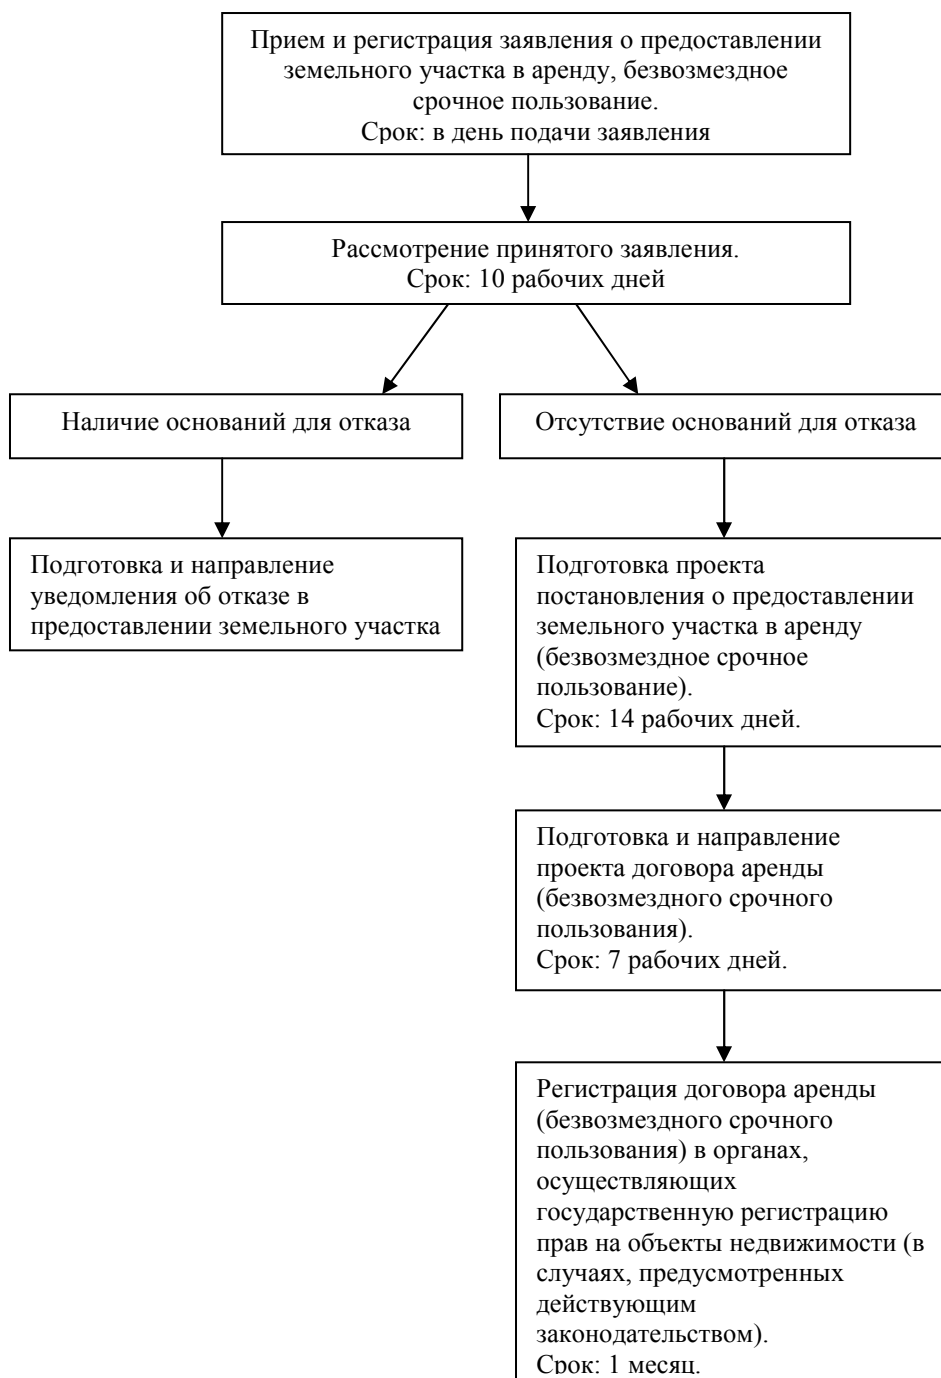 Прием и регистрация заявления о предоставлении
земельного участка в аренду, безвозмездное
срочное пользование.
Срок: в день подачи заявления
Рассмотрение принятого заявления.
Срок: 10 рабочих дней
Наличие оснований для отказа
Отсутствие оснований для отказа
Подготовка и направление
уведомления об отказе в
предоставлении земельного участка
Подготовка проекта
постановления о предоставлении
земельного участка в аренду
(безвозмездное срочное
пользование).
Срок: 14 рабочих дней.
Подготовка и направление
проекта договора аренды
(безвозмездного срочного
пользования).
Срок: 7 рабочих дней.
Регистрация договора аренды
(безвозмездного срочного
пользования) в органах,
осуществляющих
государственную регистрацию
прав на объекты недвижимости (в
случаях, предусмотренных
действующим
законодательством).
Срок: 1 месяц.